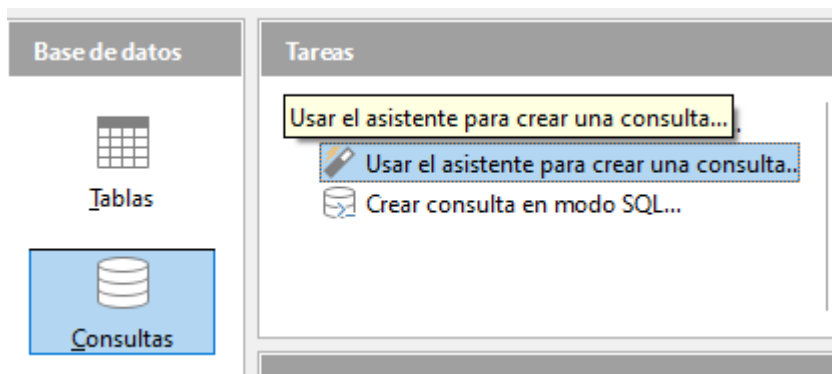 Base de datos
Tareas
Usar el asistente para crear una consulta...
Usar el asistente para crear una consulta..
Crear consulta en modo SQL...
Tablas
Consultas